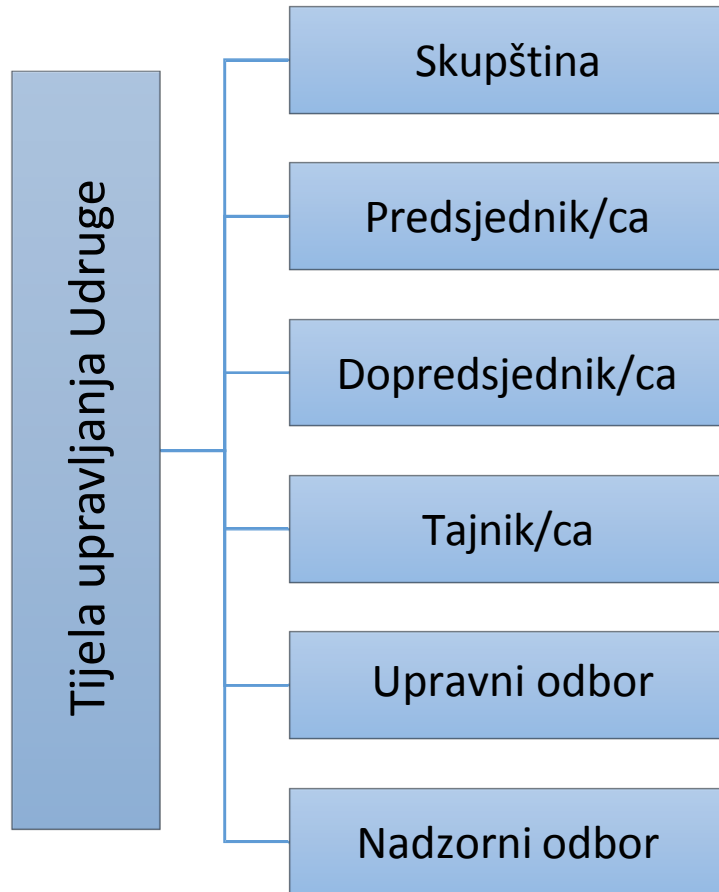 Tijela upravljanja Udruge
Skupština
Predsjednik/ca
Dopredsjednik/ca
Tajnik/ca
Upravni odbor
Nadzorni odbor